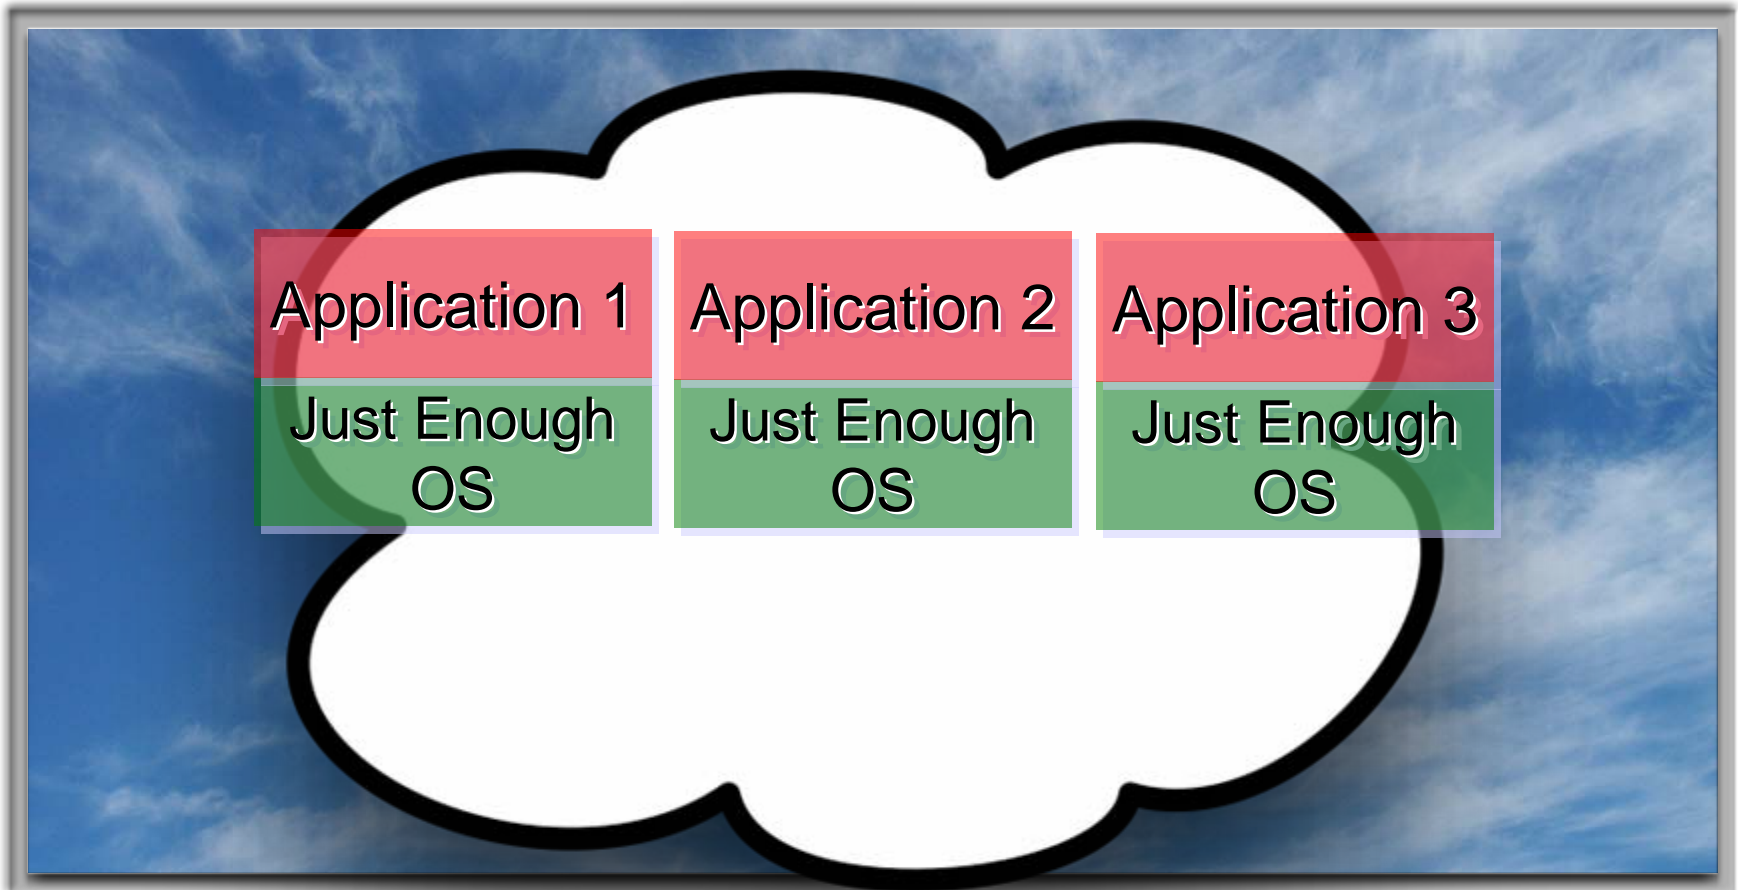 Application 1
Just Enough
OS
Application 2
Just Enough
OS
Application 3
Just Enough
OS